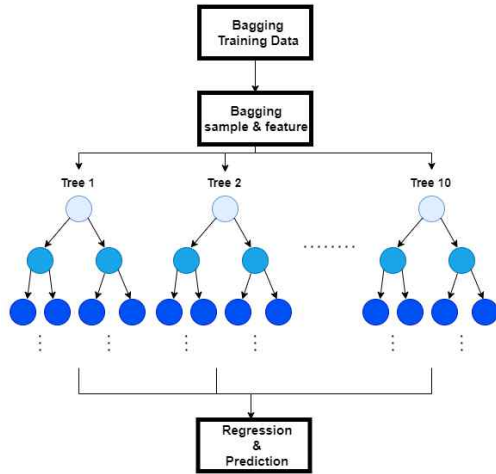 Bagging
Training Data
Bagging
sample & feature
Tree 1
Tree 2
Tree 10
Regression
&
Prediction